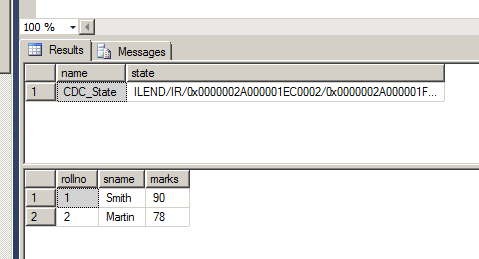 100 %
Results Messages
name state
1 CDC_State ILEND/IR/0x0000002A000001EC0002/0x0000002A000001F...
rollno sname marks
1 1 Smith 90
2 2 Martin 78